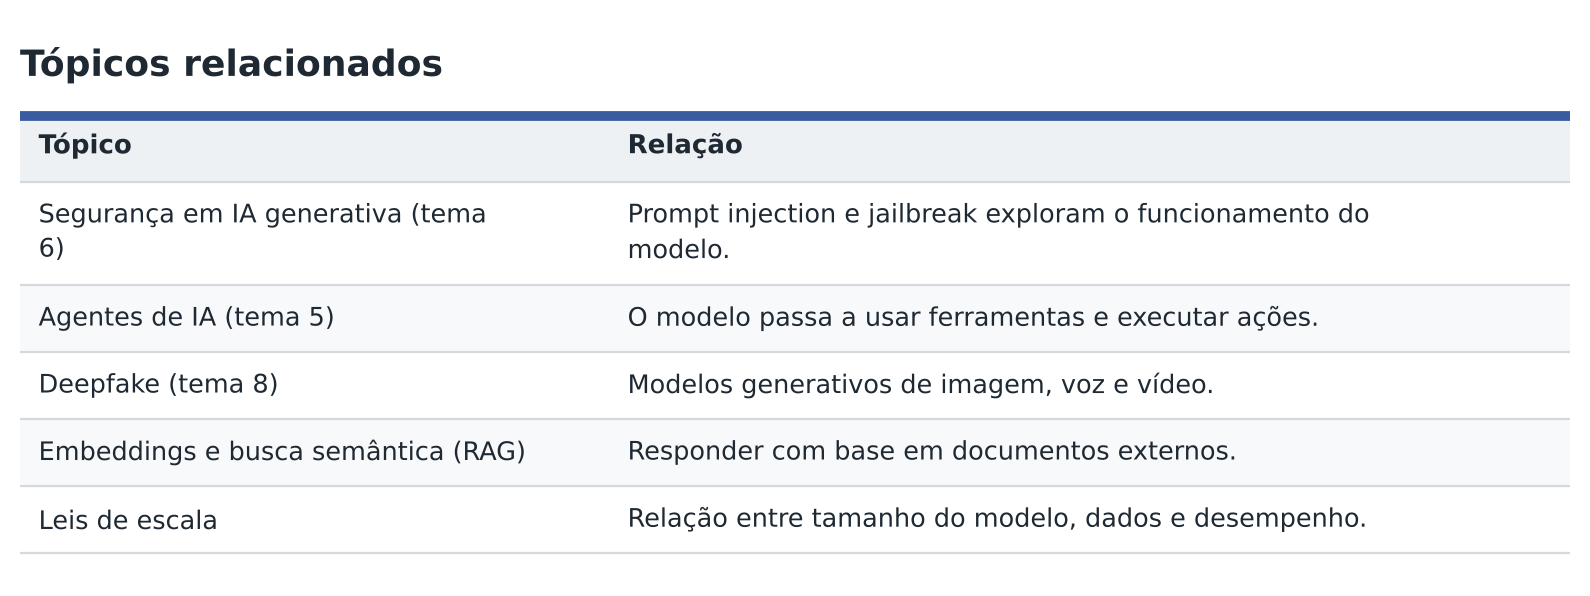 Tópicos relacionados
Tópico
Relação
Segurança em IA generativa (tema
6)
Prompt injection e jailbreak exploram o funcionamento do
modelo.
Agentes de IA (tema 5)
O modelo passa a usar ferramentas e executar ações.
Deepfake (tema 8)
Modelos generativos de imagem, voz e vídeo.
Embeddings e busca semântica (RAG)
Responder com base em documentos externos.
Leis de escala
Relação entre tamanho do modelo, dados e desempenho.